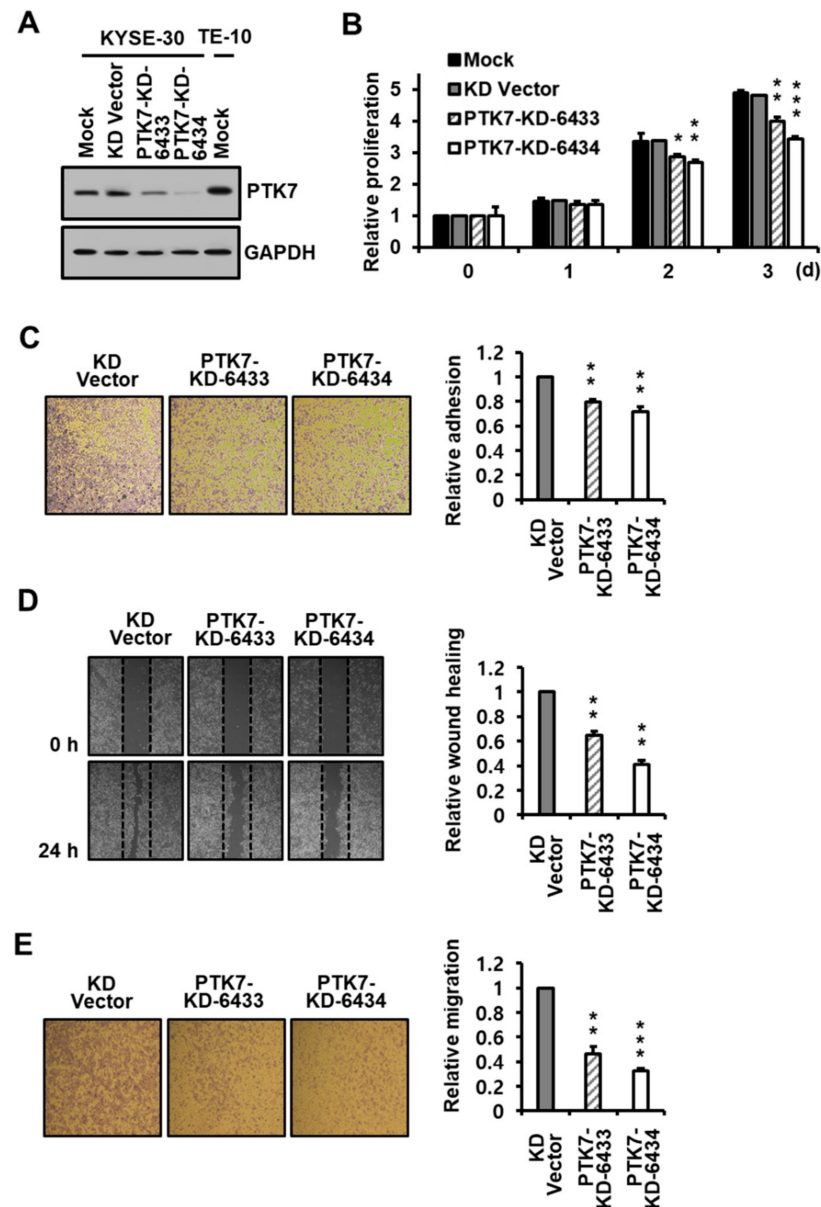 A
KYSE-30 TE-10
Mock
KD Vector
PTK7-KD-
6433
PTK7-KD-
6434
Mock
PTK7
GAPDH
B
Mock
KD Vector
PTK7-KD-6433
PTK7-KD-6434
Relative proliferation
5
4
3
2
1
0
* ** ** ***
0 1 2 3 (d)
C
KD
Vector
PTK7-
KD-6433
PTK7-
KD-6434
Relative adhesion
1.2
1
0.8
0.6
0.4
0.2
0
** **
KD
Vector
PTK7-
KD-6433
PTK7-
KD-6434
D
KD
Vector
PTK7-
KD-6433
PTK7-
KD-6434
0 h
24 h
Relative wound healing
1.2
1
0.8
0.6
0.4
0.2
0
** **
KD
Vector
PTK7-
KD-6433
PTK7-
KD-6434
E
KD
Vector
PTK7-
KD-6433
PTK7-
KD-6434
Relative migration
1.2
1
0.8
0.6
0.4
0.2
0
** ***
KD
Vector
PTK7-
KD-6433
PTK7-
KD-6434